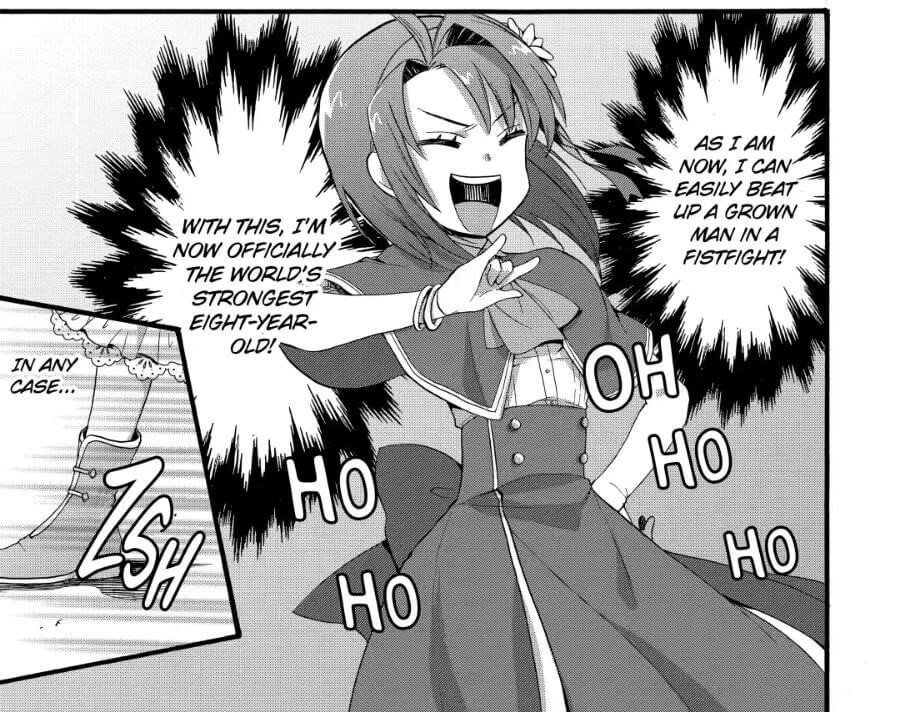 AS I AM
NOW, I CAN
EASILY BEAT
UP A GROWN
MAN IN A
FISTFIGHT!
WITH THIS, I'M
NOW OFFICIALLY
THE WORLD'S
STRONGEST
EIGHT-YEAR-
OLD!
OH
HO
HO
HO
HO
IN ANY
CASE...
ZSH